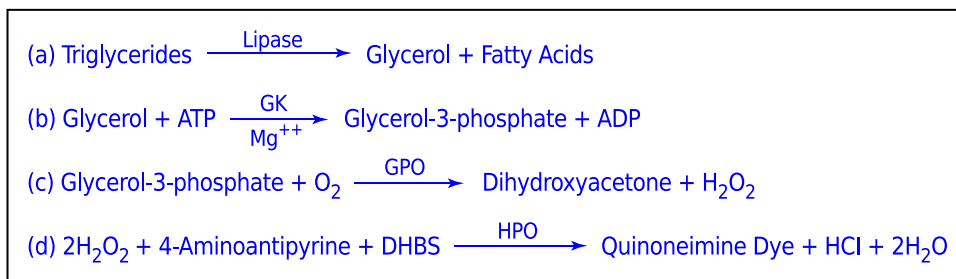 (a) Triglycerides Lipase Glycerol + Fatty Acids
(b) Glycerol + ATP GK Mg⁺⁺ Glycerol-3-phosphate + ADP
(c) Glycerol-3-phosphate + O₂ GPO Dihydroxyacetone + H₂O₂
(d) 2H₂O₂ + 4-Aminoantipyrine + DHBS HPO Quinoneimine Dye + HCl + 2H₂O